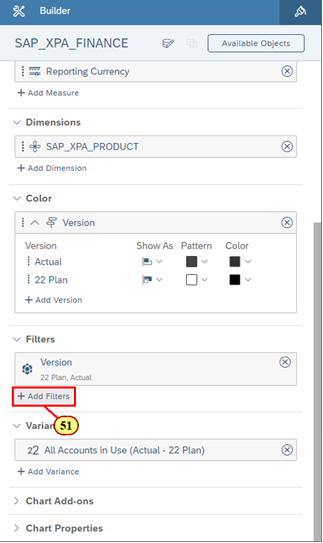 Builder
SAP_XPA_FINANCE
Available Objects
Reporting Currency
+ Add Measure
Dimensions
SAP_XPA_PRODUCT
+ Add Dimension
Color
Version
Version Show As Pattern Color
Actual
22 Plan
+ Add Version
Filters
Version
22 Plan, Actual
+ Add Filters
51
Varian
22 All Accounts in Use (Actual - 22 Plan)
+ Add Variance
Chart Add-ons
Chart Properties